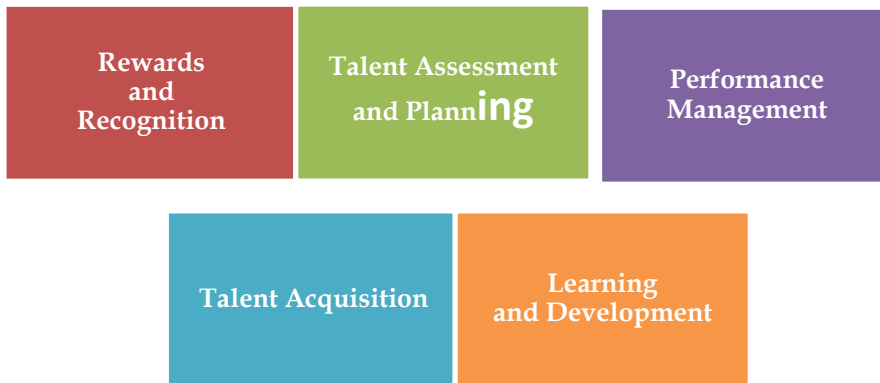 Rewards
and
Recognition
Talent Assessment
and Planning
Performance
Management
Talent Acquisition
Learning
and Development